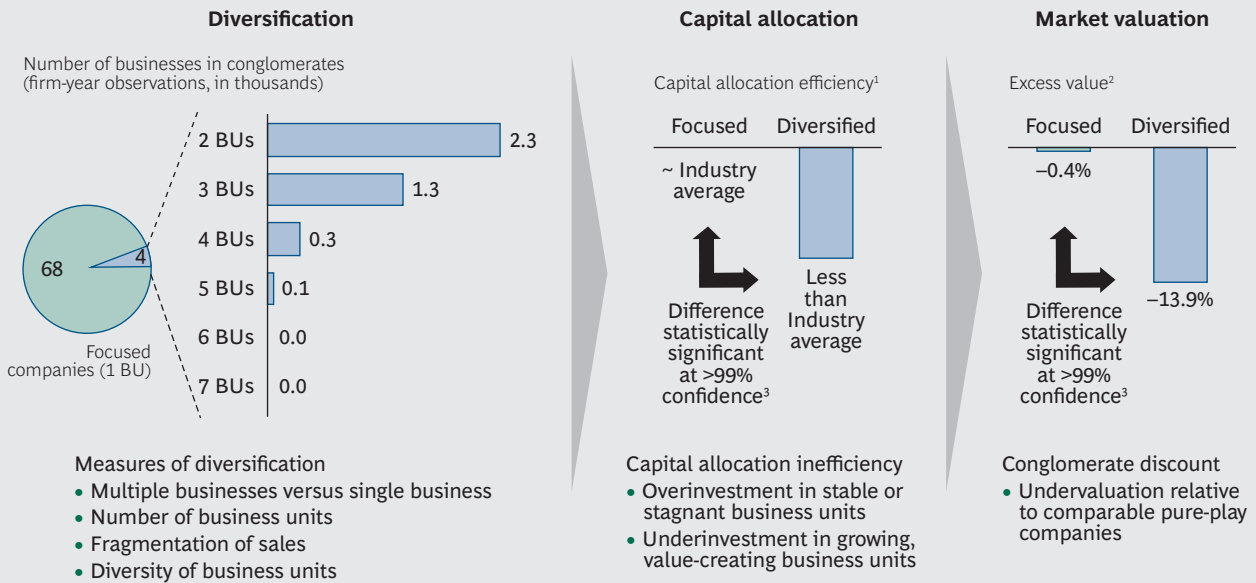 Diversification
Number of businesses in conglomerates
(firm-year observations, in thousands)
2 BUs
2.3
3 BUs
1.3
4 BUs
0.3
5 BUs
0.1
6 BUs
0.0
7 BUs
0.0
68
4
Focused
companies (1 BU)
Measures of diversification
• Multiple businesses versus single business
• Number of business units
• Fragmentation of sales
• Diversity of business units
Capital allocation
Capital allocation efficiency¹
Focused
Diversified
~ Industry
average
Less
than
Industry
average
Difference
statistically
significant
at >99%
confidence³
Capital allocation inefficiency
• Overinvestment in stable or
stagnant business units
• Underinvestment in growing,
value-creating business units
Market valuation
Excess value²
Focused
Diversified
–0.4%
–13.9%
Difference
statistically
significant
at >99%
confidence³
Conglomerate discount
• Undervaluation relative
to comparable pure-play
companies